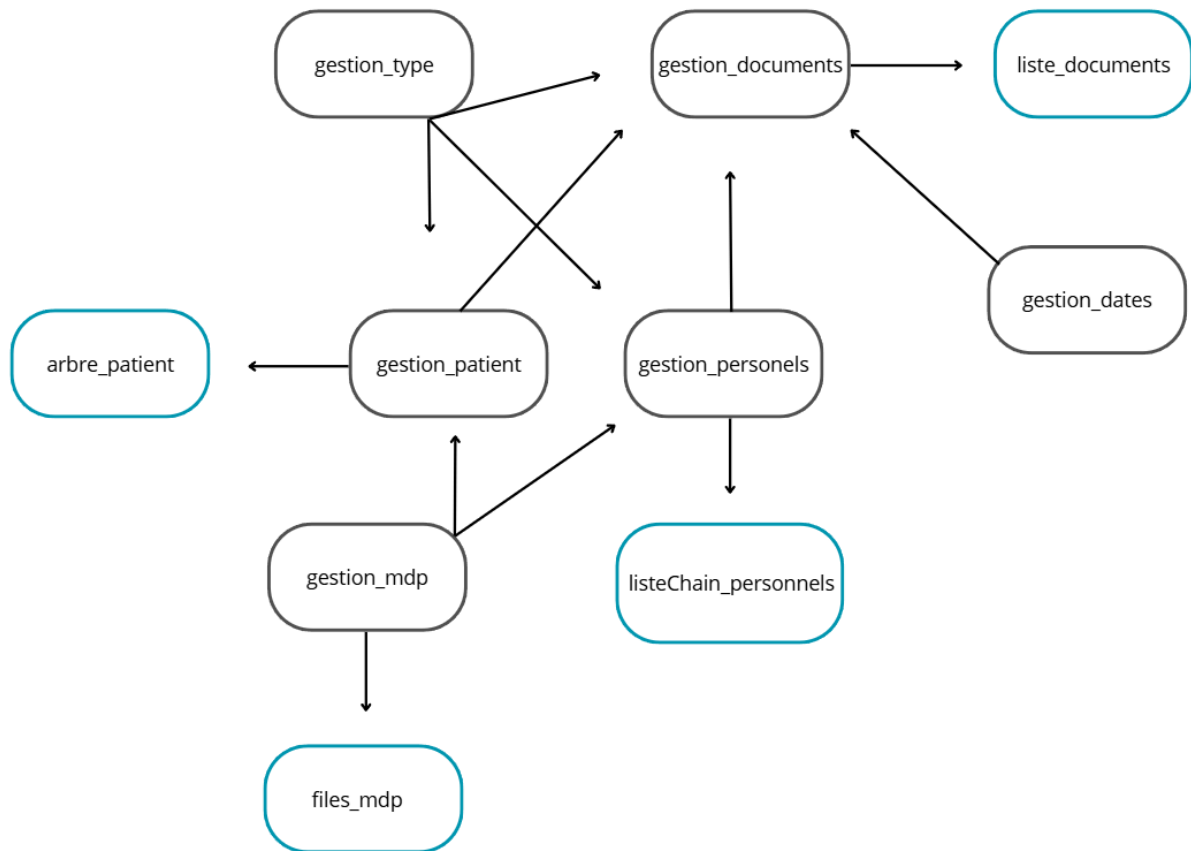 gestion_type
gestion_documents
liste_documents
gestion_dates
arbre_patient
gestion_patient
gestion_personels
gestion_mdp
listeChain_personnels
files_mdp